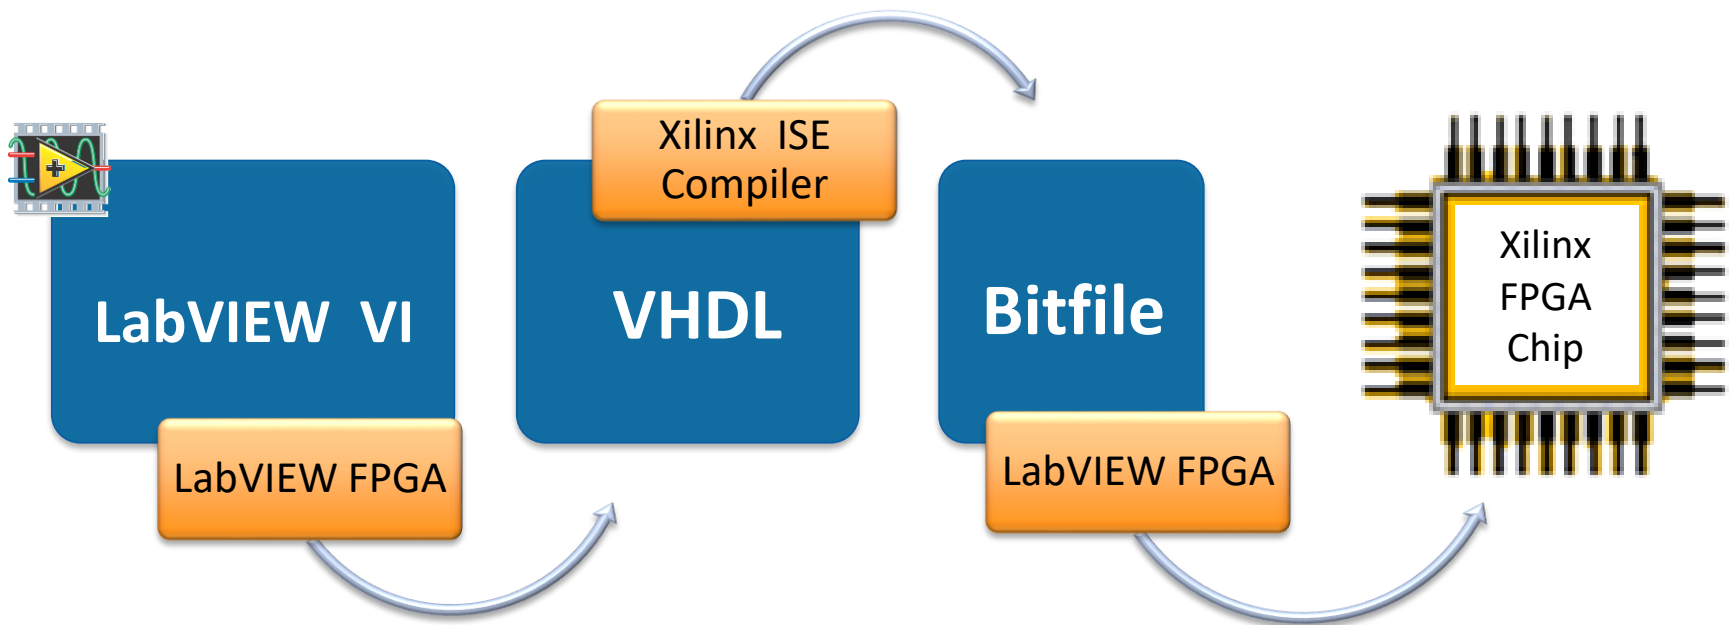 Xilinx ISE
Compiler
LabVIEW VI
VHDL
Bitfile
Xilinx
FPGA
Chip
LabVIEW FPGA
LabVIEW FPGA